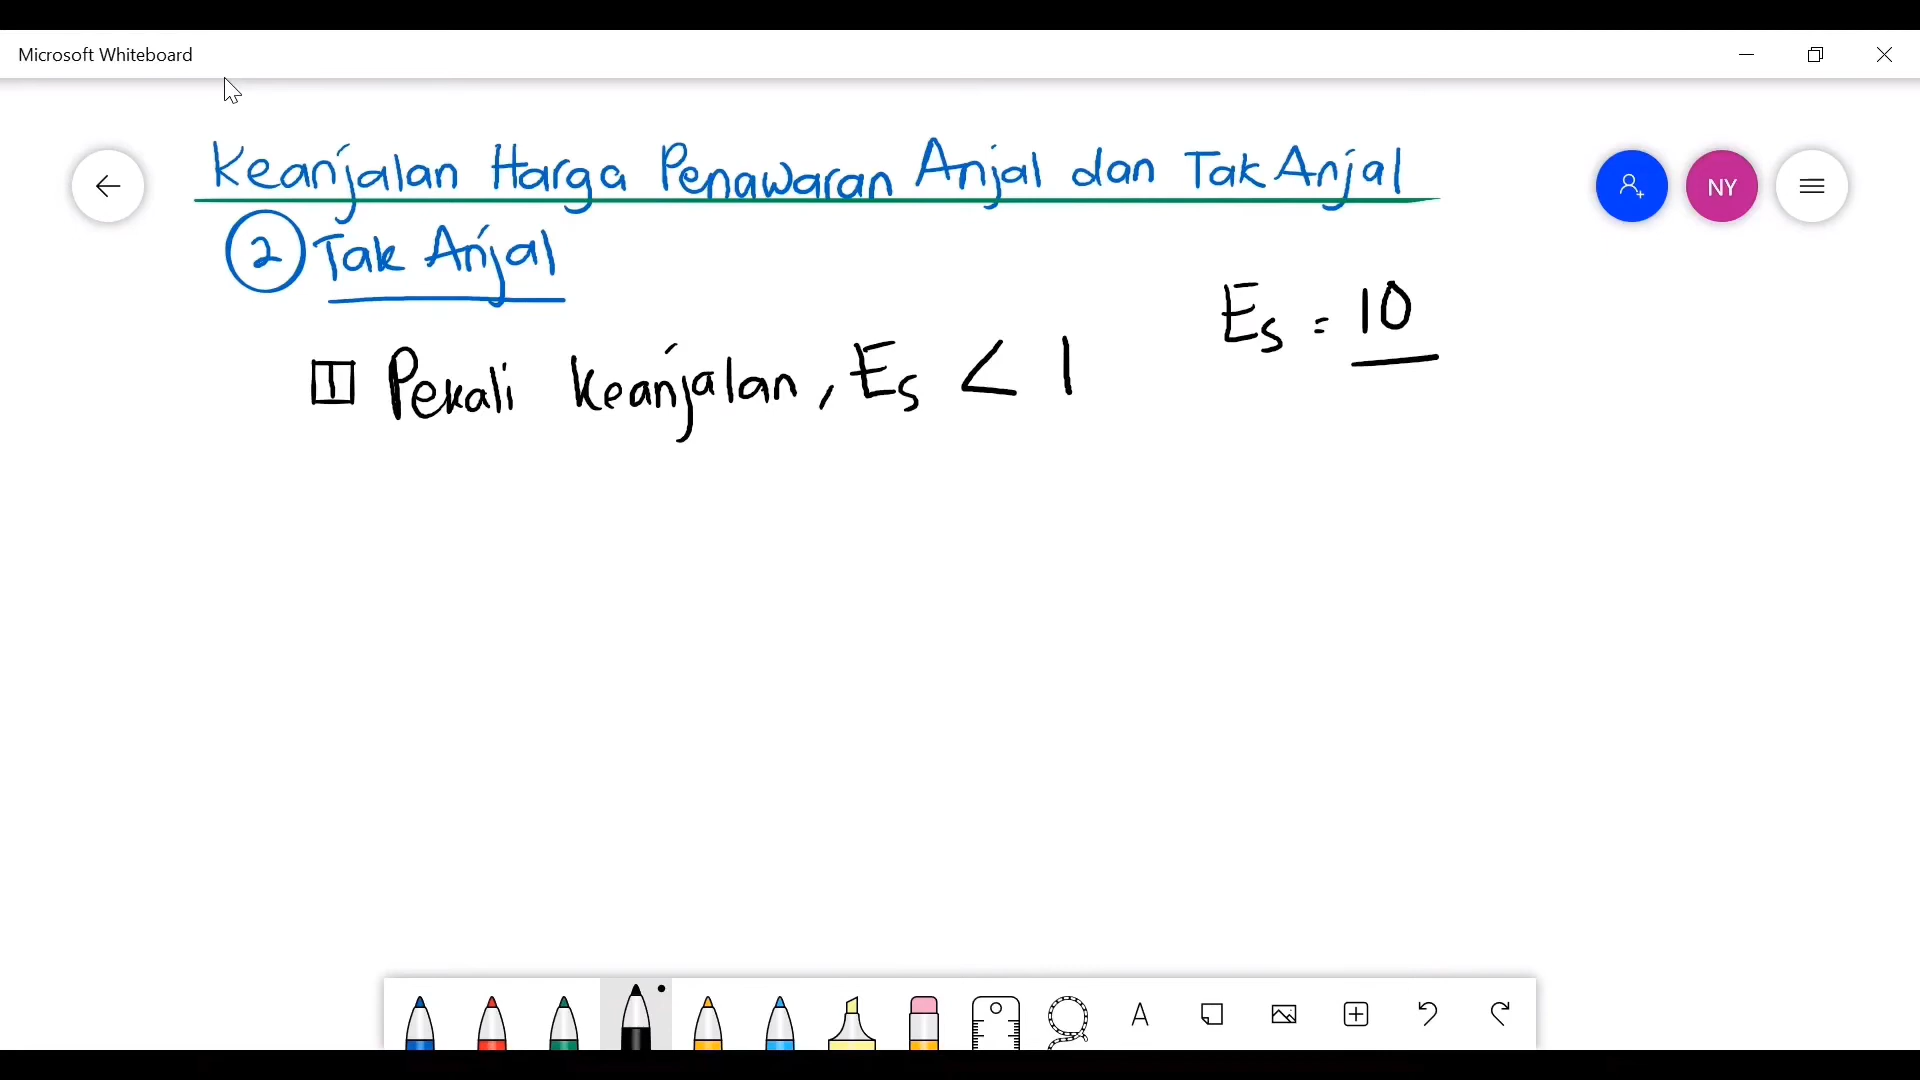 Microsoft Whiteboard
Keanjalan Harga Penawaran Anjal dan Tak Anjal
NY
2 Tak Anjal
Es = 10
1 Pekali keanjalan, Es < 1
A